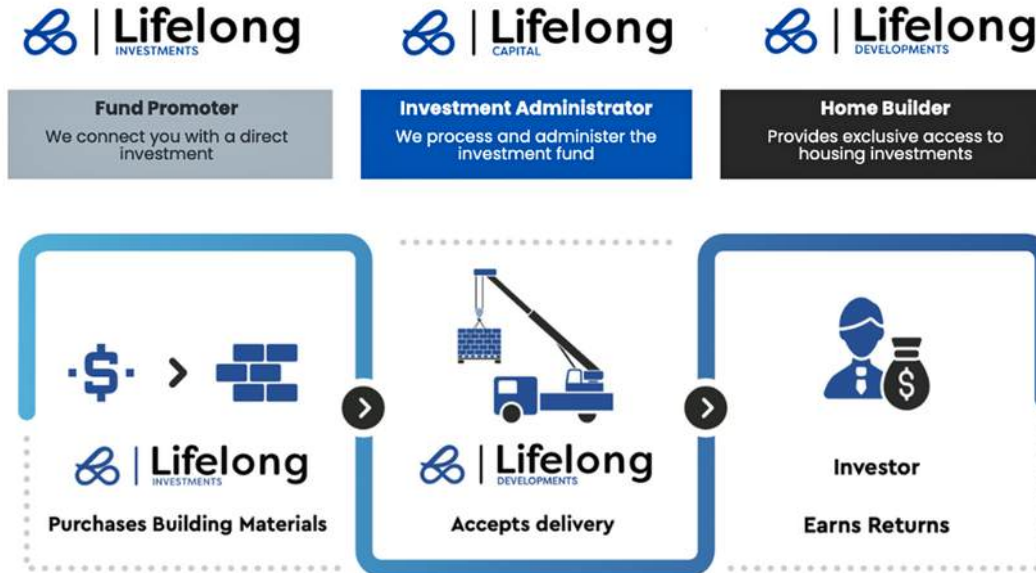 Lifelong
INVESTMENTS
Lifelong
CAPITAL
Lifelong
DEVELOPMENTS
Fund Promoter
We connect you with a direct
investment
Investment Administrator
We process and administer the
investment fund
Home Builder
Provides exclusive access to
housing investments
$ >
Lifelong
INVESTMENTS
Purchases Building Materials
>
Lifelong
DEVELOPMENTS
Accepts delivery
>
$
Investor
Earns Returns